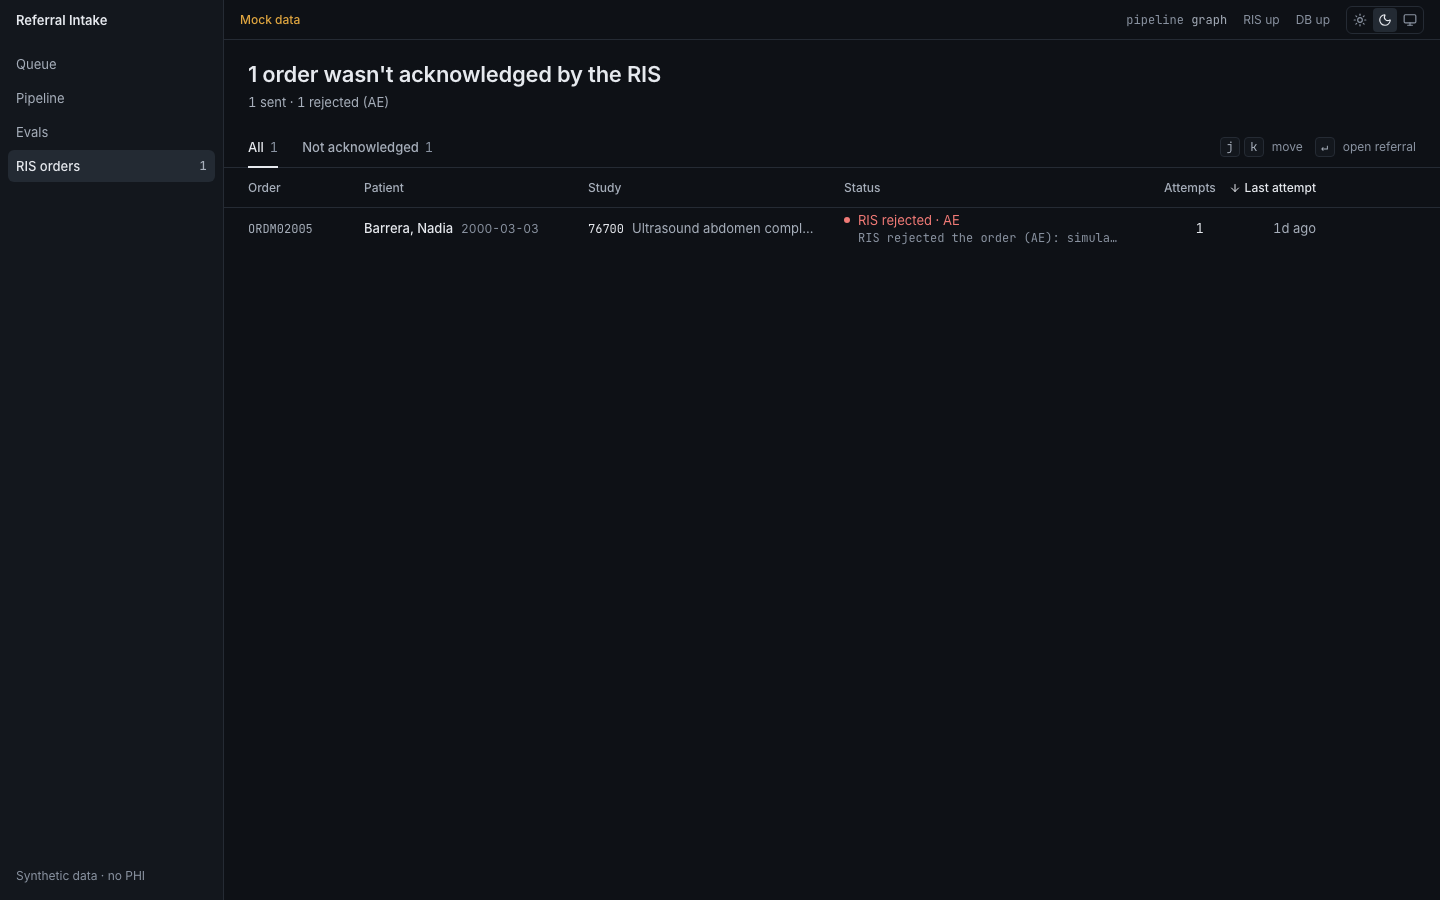 Referral Intake
Queue
Pipeline
Evals
RIS orders 1
Synthetic data · no PHI
Mock data
pipeline graph RIS up DB up
1 order wasn't acknowledged by the RIS
1 sent · 1 rejected (AE)
All 1 Not acknowledged 1
j k move ↵ open referral
Order Patient Study Status Attempts ↓ Last attempt
ORDM02005 Barrera, Nadia 2000-03-03 76700 Ultrasound abdomen compl… RIS rejected · AE 1 1d ago
RIS rejected the order (AE): simula…